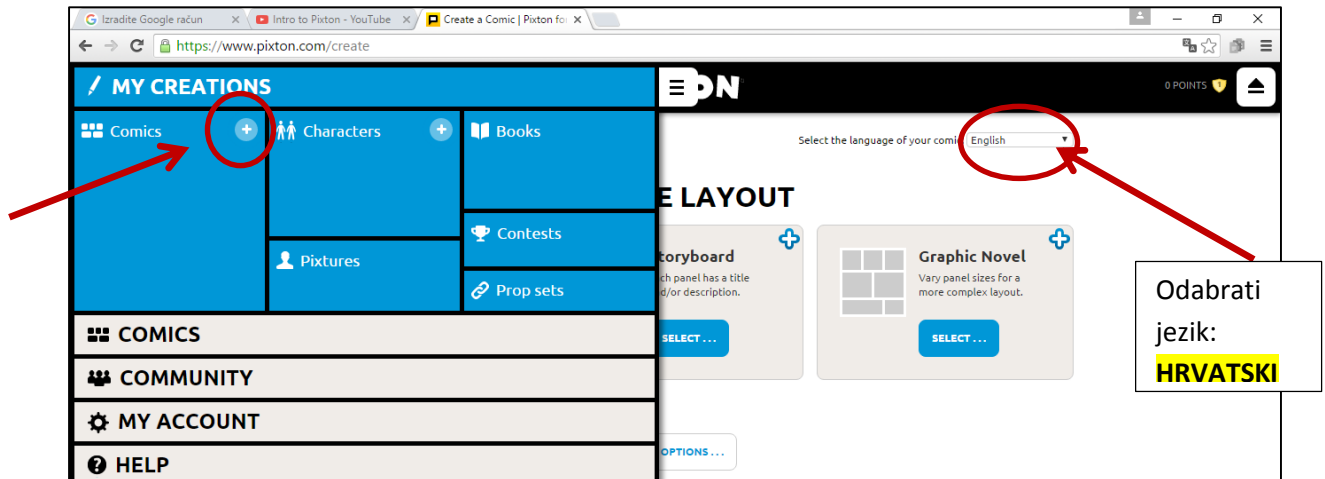 Izradite Google račun
Intro to Pixton - YouTube
Create a Comic | Pixton fo
https://www.pixton.com/create
MY CREATIONS
ON
0 POINTS
Comics
Characters
Books
Select the language of your comic
English
E LAYOUT
Contests
Pixtures
Prop sets
toryboard
ch panel has a title
d/or description.
SELECT...
Graphic Novel
Vary panel sizes for a
more complex layout.
SELECT...
Odabrati
jezik:
HRVATSKI
COMICS
COMMUNITY
MY ACCOUNT
OPTIONS...
HELP